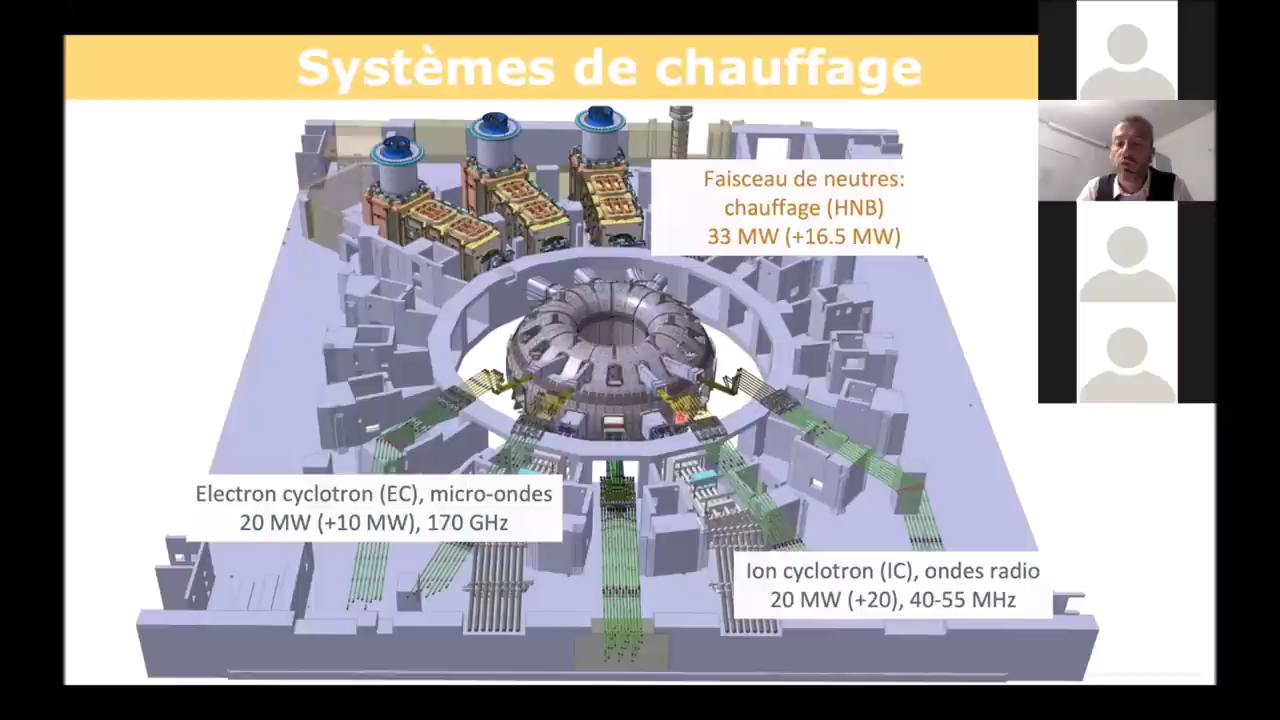 Systèmes de chauffage
Faisceau de neutres:
chauffage (HNB)
33 MW (+16.5 MW)
Electron cyclotron (EC), micro-ondes
20 MW (+10 MW), 170 GHz
Ion cyclotron (IC), ondes radio
20 MW (+20), 40-55 MHz